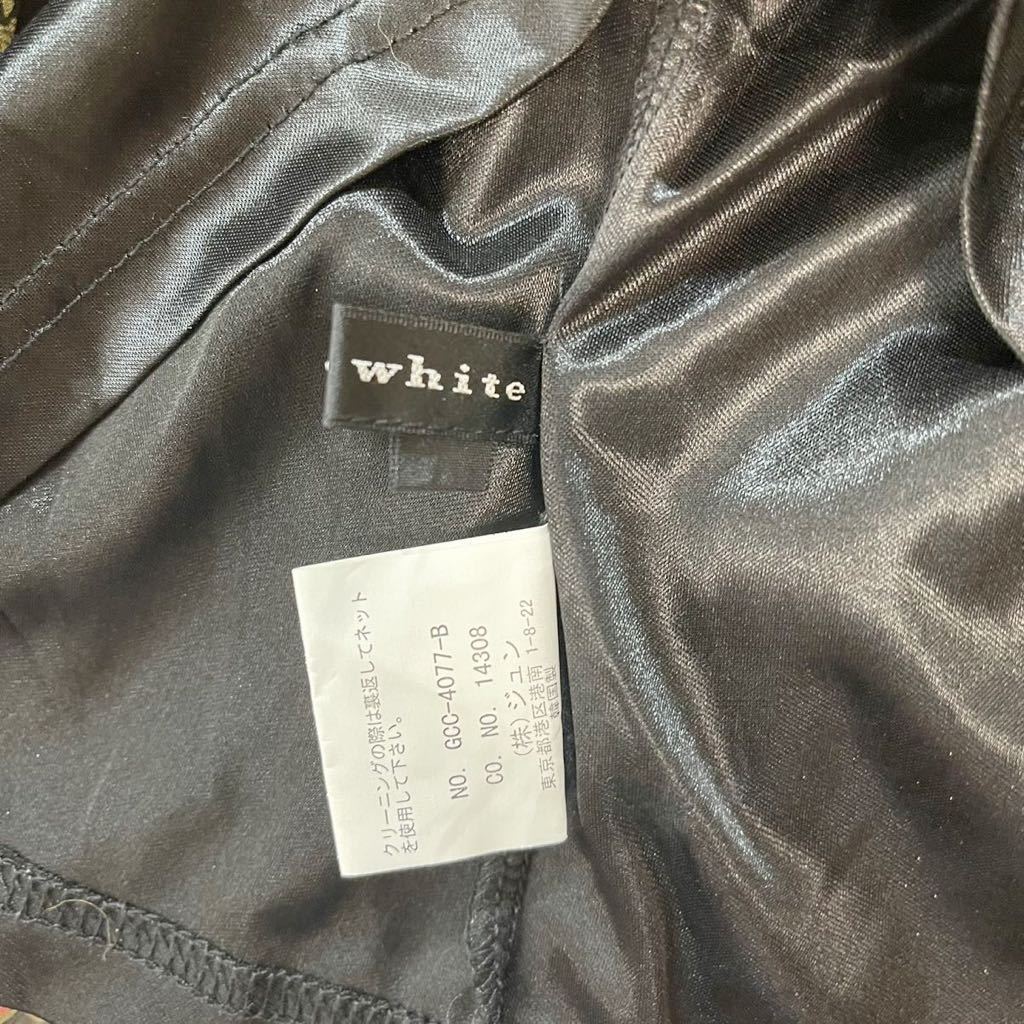 white
クリーニングの際は裏返してネット
を使用して下さい。
NO. GCC-4077-B
CO. NO. 14308
(株)ジュン
東京都港区港南 1-8-22
韓国製